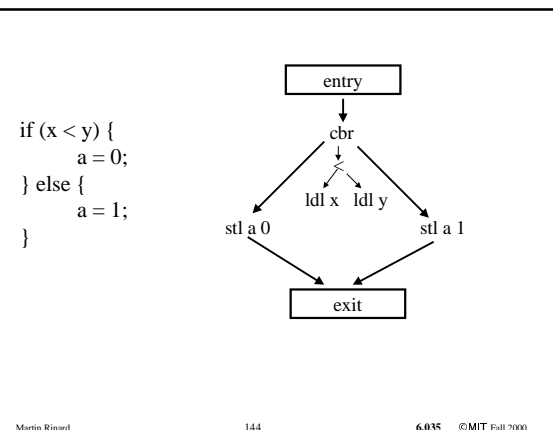 if (x < y) {
a = 0;
} else {
a = 1;
}
entry
cbr
<
ldl x ldl y
stl a 0 stl a 1
exit
Martin Rinard 144 6.035 ©MIT Fall 2000